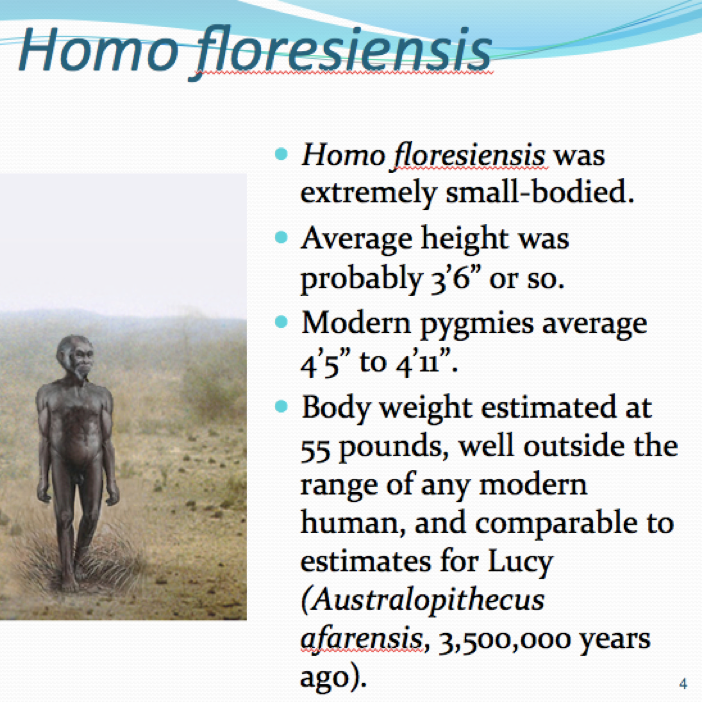 Homo floresiensis
Homo floresiensis was
extremely small-bodied.
Average height was
probably 3’6” or so.
Modern pygmies average
4’5” to 4’11”.
Body weight estimated at
55 pounds, well outside the
range of any modern
human, and comparable to
estimates for Lucy
(Australopithecus
afarensis, 3,500,000 years
ago).
4